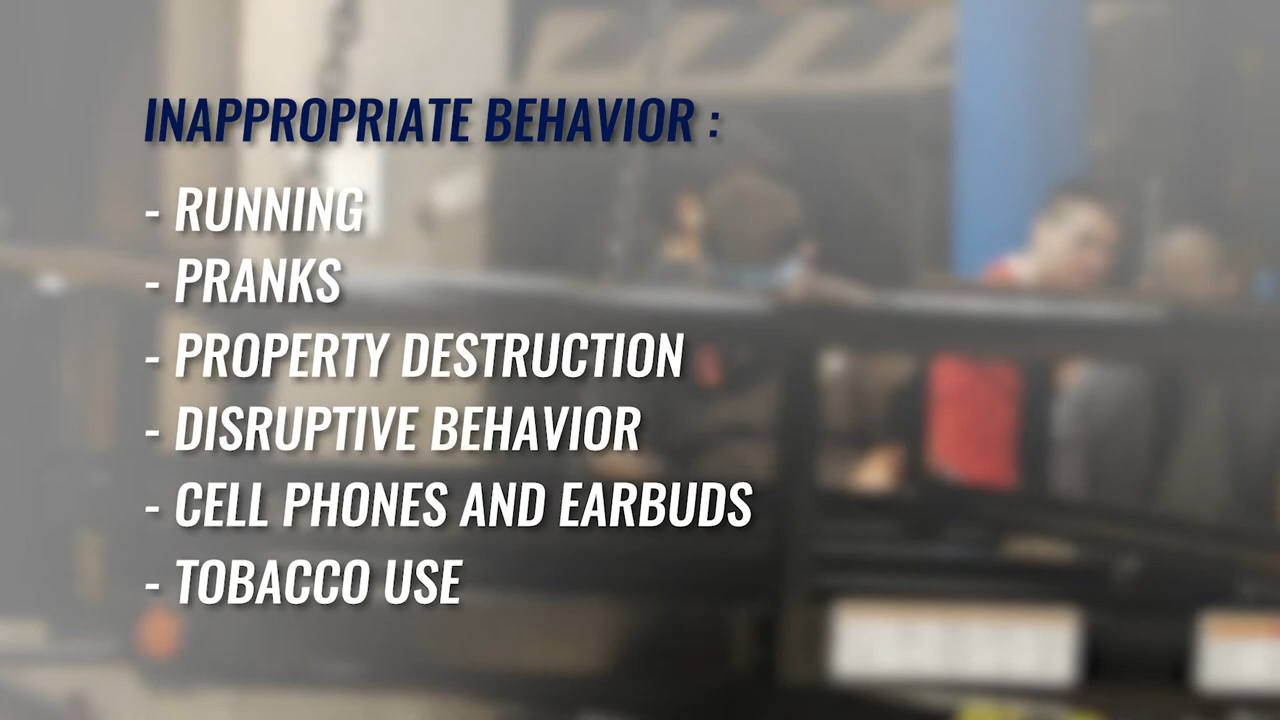 INAPPROPRIATE BEHAVIOR :
- RUNNING
- PRANKS
- PROPERTY DESTRUCTION
- DISRUPTIVE BEHAVIOR
- CELL PHONES AND EARBUDS
- TOBACCO USE